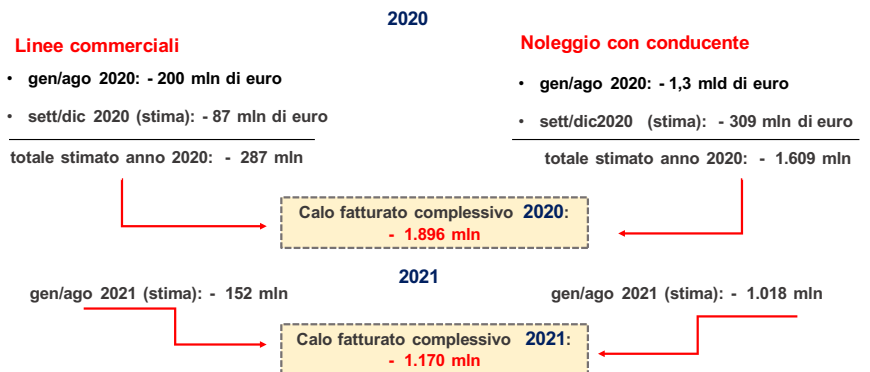 2020
Linee commerciali
• gen/ago 2020: - 200 mln di euro
• sett/dic 2020 (stima): - 87 mln di euro
totale stimato anno 2020: - 287 mln
Noleggio con conducente
• gen/ago 2020: - 1,3 mld di euro
• sett/dic2020 (stima): - 309 mln di euro
totale stimato anno 2020: - 1.609 mln
Calo fatturato complessivo 2020:
- 1.896 mln
2021
gen/ago 2021 (stima): - 152 mln
gen/ago 2021 (stima): - 1.018 mln
Calo fatturato complessivo 2021:
- 1.170 mln